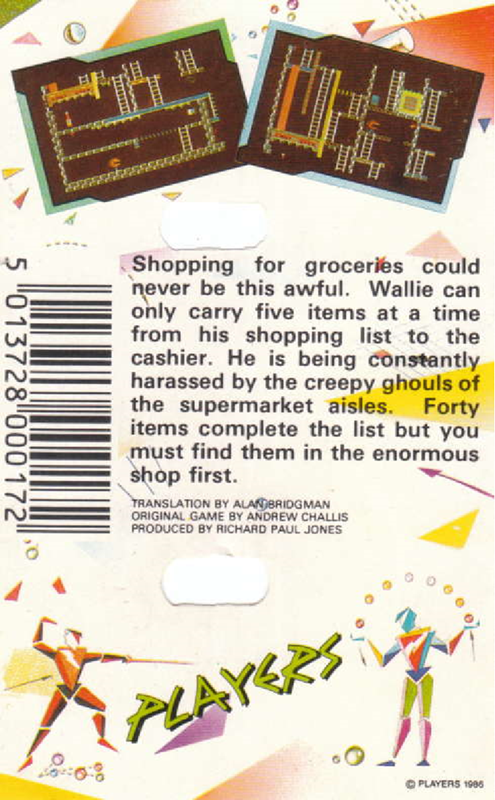 Shopping for groceries could
never be this awful. Wallie can
only carry five items at a time
from his shopping list to the
cashier. He is being constantly
harassed by the creepy ghouls of
the supermarket aisles. Forty
items complete the list but you
must find them in the enormous
shop first.
TRANSLATION BY ALAN BRIDGMAN
ORIGINAL GAME BY ANDREW CHALLIS
PRODUCED BY RICHARD PAUL JONES
5 013728 000172
PLAYERS
© PLAYERS 1986